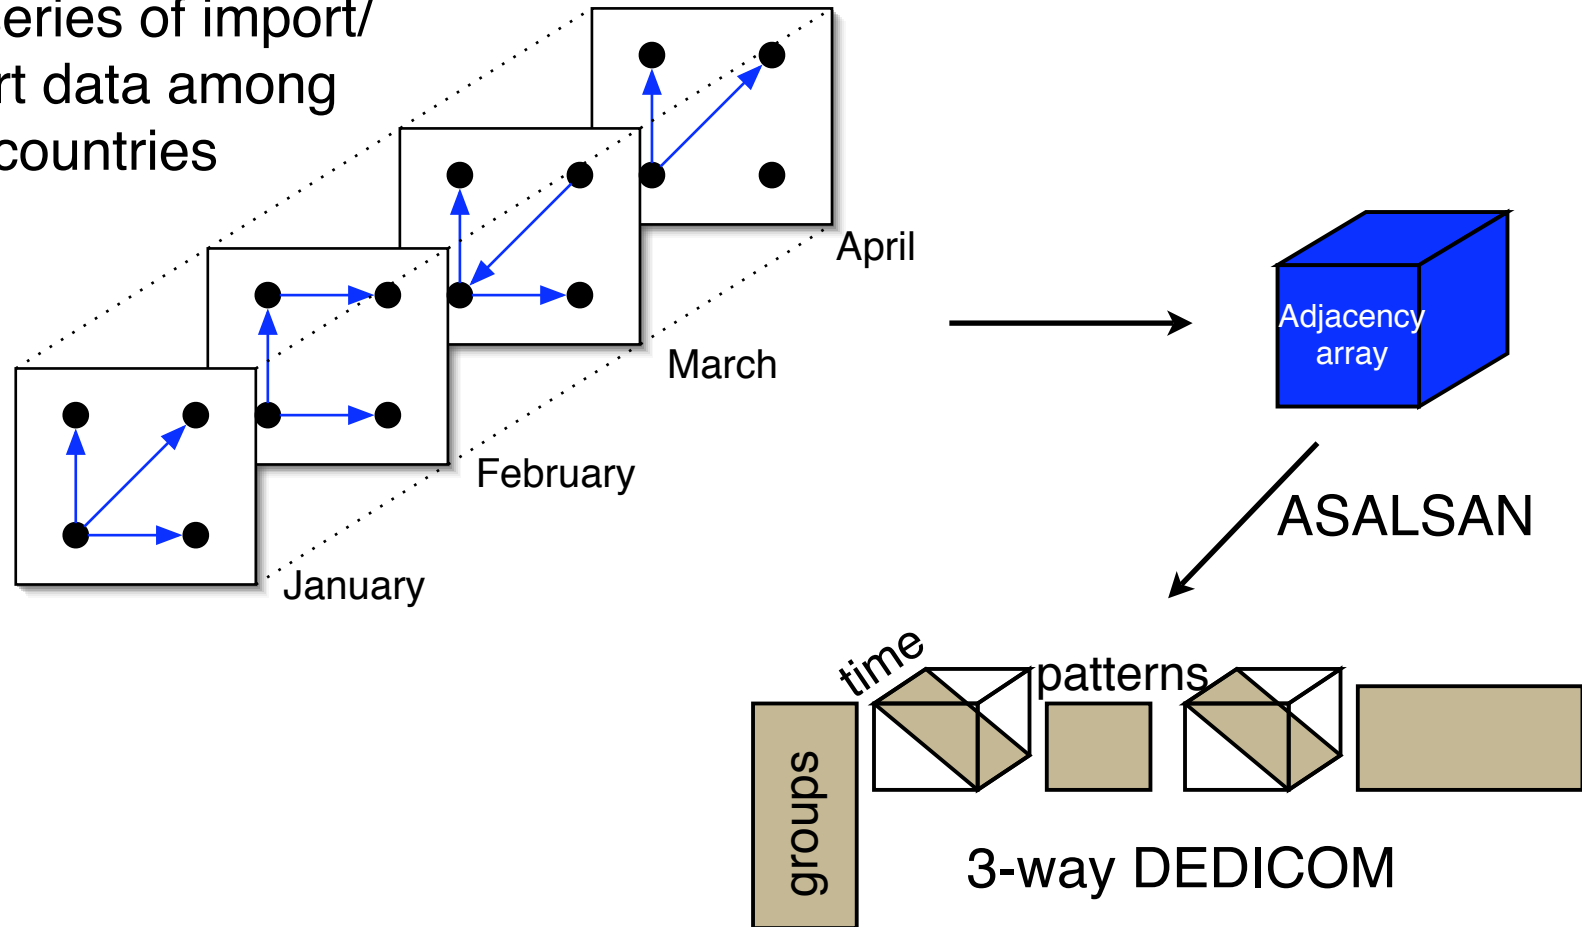 series of import/
rt data among
countries
April
March
February
January
Adjacency
array
ASALSAN
time
patterns
groups
3-way DEDICOM